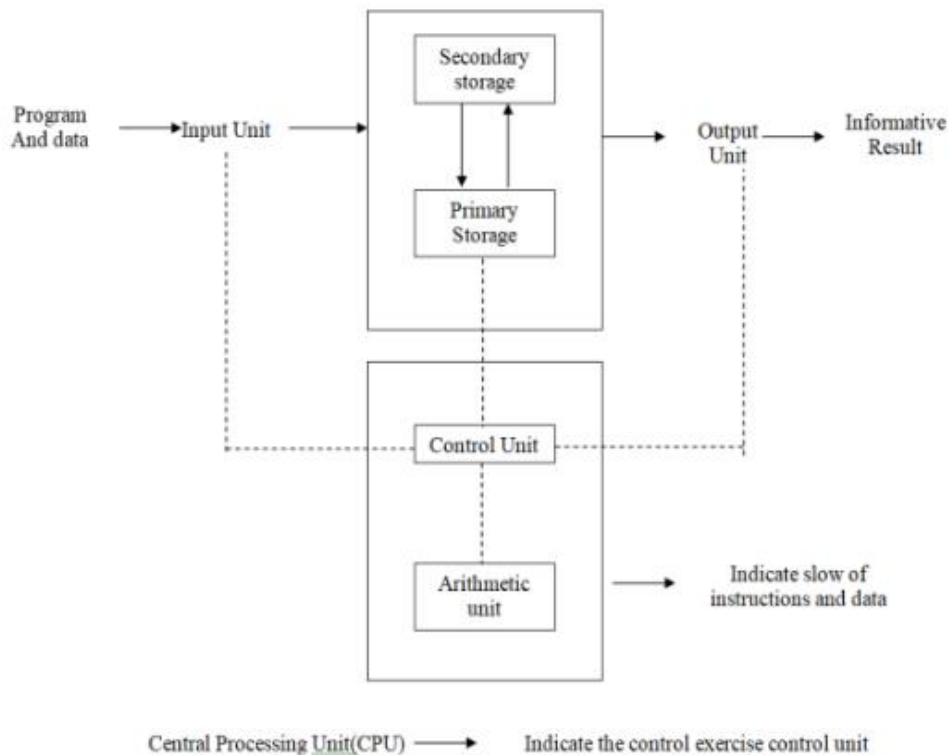 Secondary
storage
Program
And data
Input Unit
Output
Unit
Informative
Result
Primary
Storage
Control Unit
Arithmetic
unit
Indicate slow of
instructions and data
Central Processing Unit(CPU)
Indicate the control exercise control unit